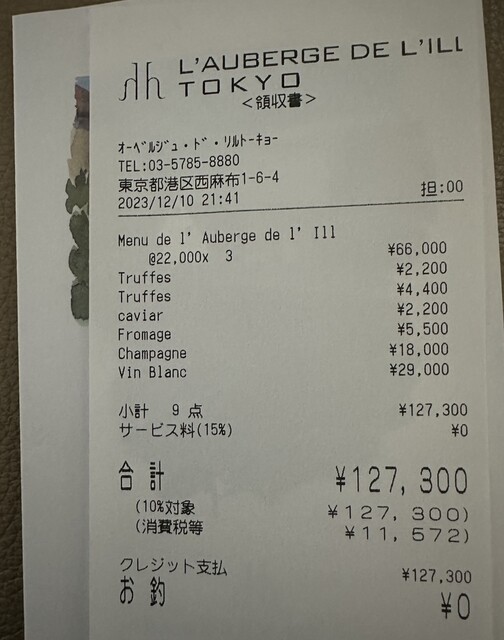 L'AUBERGE DE L'ILL
TOKYO
<領収書>
オーベルジュ・ド・リルトーキョー
TEL:03-5785-8880
東京都港区西麻布1-6-4
2023/12/10 21:41 担:00
Menu de l' Auberge de l' Ill
@22,000x 3 ¥66,000
Truffes ¥2,200
Truffes ¥4,400
caviar ¥2,200
Fromage ¥5,500
Champagne ¥18,000
Vin Blanc ¥29,000
小計 9 点 ¥127,300
サービス料(15%) ¥0
合計 ¥127,300
(10%対象 ¥127,300)
(消費税等 ¥11,572)
クレジット支払 ¥127,300
お釣 ¥0